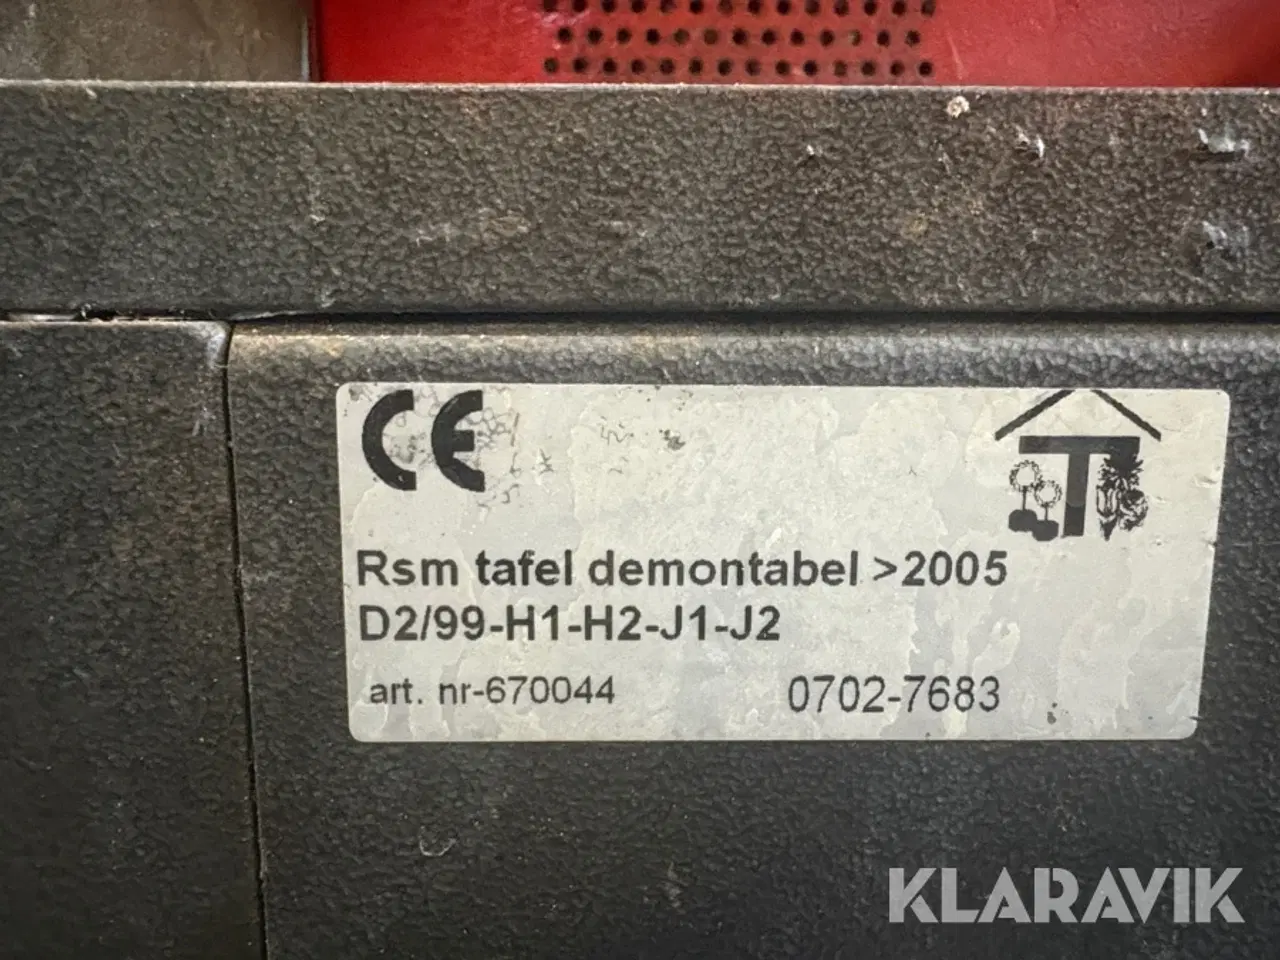 CE
T
Rsm tafel demontabel >2005
D2/99-H1-H2-J1-J2
art. nr-670044 0702-7683
KLARAVIK